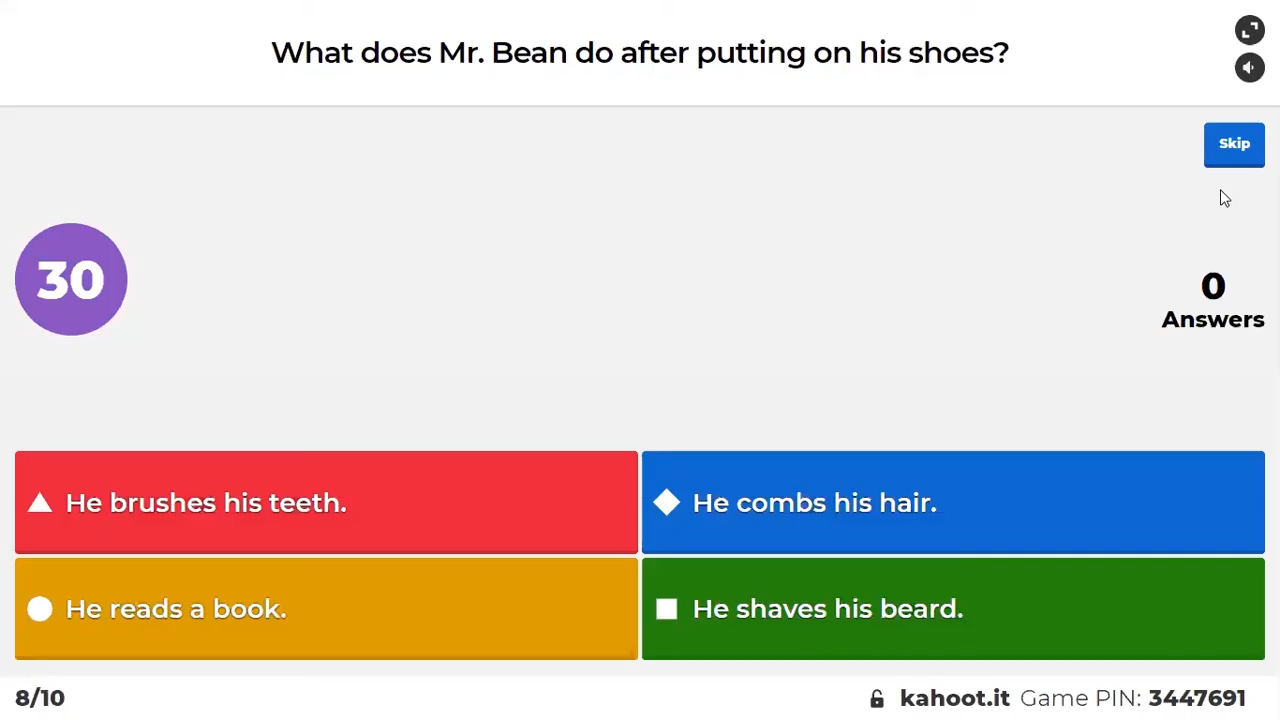 What does Mr. Bean do after putting on his shoes?
Skip
30
0
Answers
He brushes his teeth.
He combs his hair.
He reads a book.
He shaves his beard.
8/10
kahoot.it Game PIN: 3447691